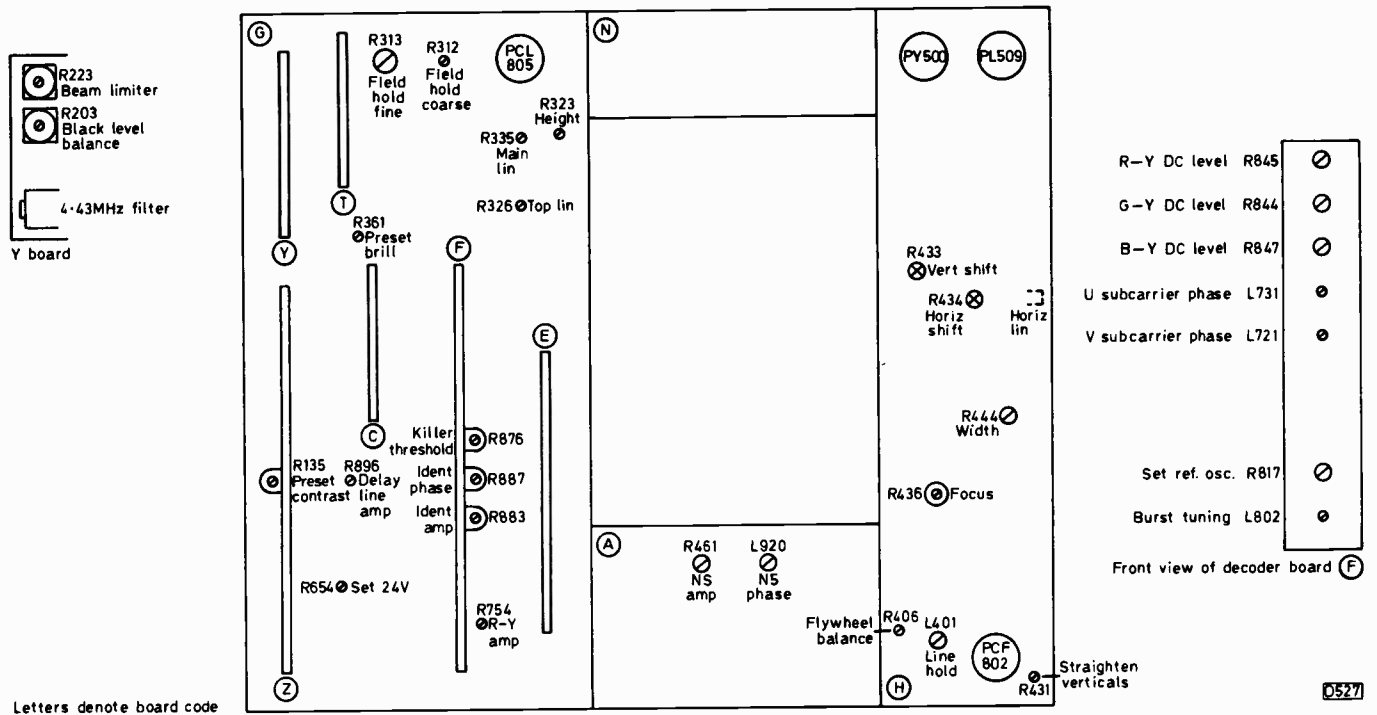 R223
Beam limiter
R203
Black level
balance
4·43MHz filter
Y board
G
R313
Field
hold
fine
R312
Field
hold
coarse
PCL
805
R323
Height
R335
Main
lin
R326 Top lin
T
R361
Preset
brill
Y
F
E
C
Killer
threshold
R876
R135
Preset
contrast
R896
Delay
line
amp
Ident
phase
R887
Ident
amp
R883
R654 Set 24V
R754
R-Y
amp
Z
N
A
R461
NS
amp
L920
NS
phase
PY500
PL509
R433
Vert shift
R434
Horiz
shift
Horiz
lin
R444
Width
R436 Focus
Flywheel
balance
R406
L401
Line
hold
PCF
802
H
R431
Straighten
verticals
R-Y DC level R845
G-Y DC level R844
B-Y DC level R847
U subcarrier phase L731
V subcarrier phase L721
Set ref. osc. R817
Burst tuning L802
Front view of decoder board F
Letters denote board code
D527